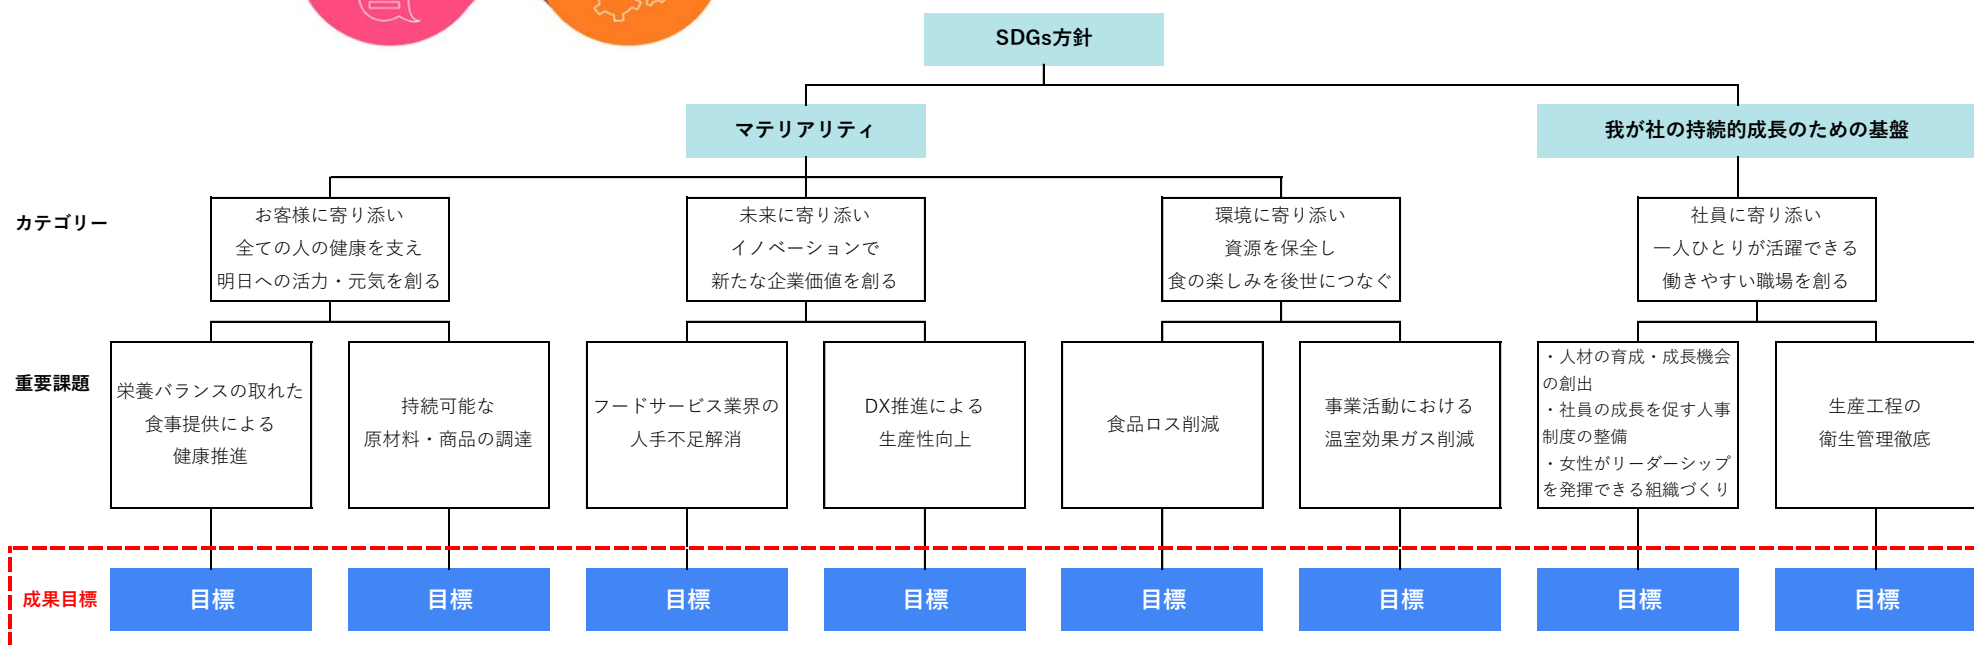 SDGs方針
マテリアリティ
我が社の持続的成長のための基盤
カテゴリー
お客様に寄り添い
全ての人の健康を支え
明日への活力・元気を創る
未来に寄り添い
イノベーションで
新たな企業価値を創る
環境に寄り添い
資源を保全し
食の楽しみを後世につなぐ
社員に寄り添い
一人ひとりが活躍できる
働きやすい職場を創る
重要課題
栄養バランスの取れた
食事提供による
健康推進
持続可能な
原材料・商品の調達
フードサービス業界の
人手不足解消
DX推進による
生産性向上
食品ロス削減
事業活動における
温室効果ガス削減
・人材の育成・成長機会
の創出
・社員の成長を促す人事
制度の整備
・女性がリーダーシップ
を発揮できる組織づくり
生産工程の
衛生管理徹底
成果目標
目標
目標
目標
目標
目標
目標
目標
目標